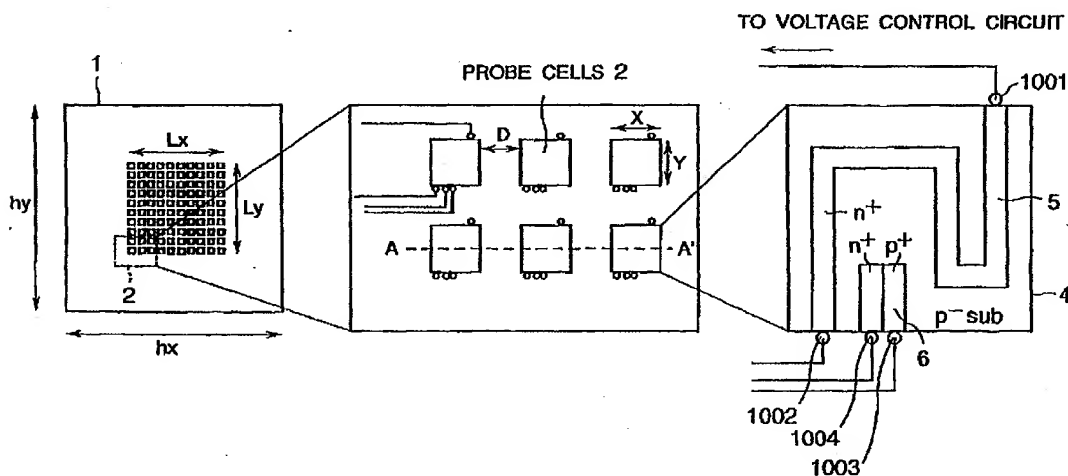 TO VOLTAGE CONTROL CIRCUIT
1
PROBE CELLS 2
1001
Lx
D
X
Y
hy
Ly
n+
5
A
A'
n+ p+
2
4
p- sub
hx
6
1002
1004
1003